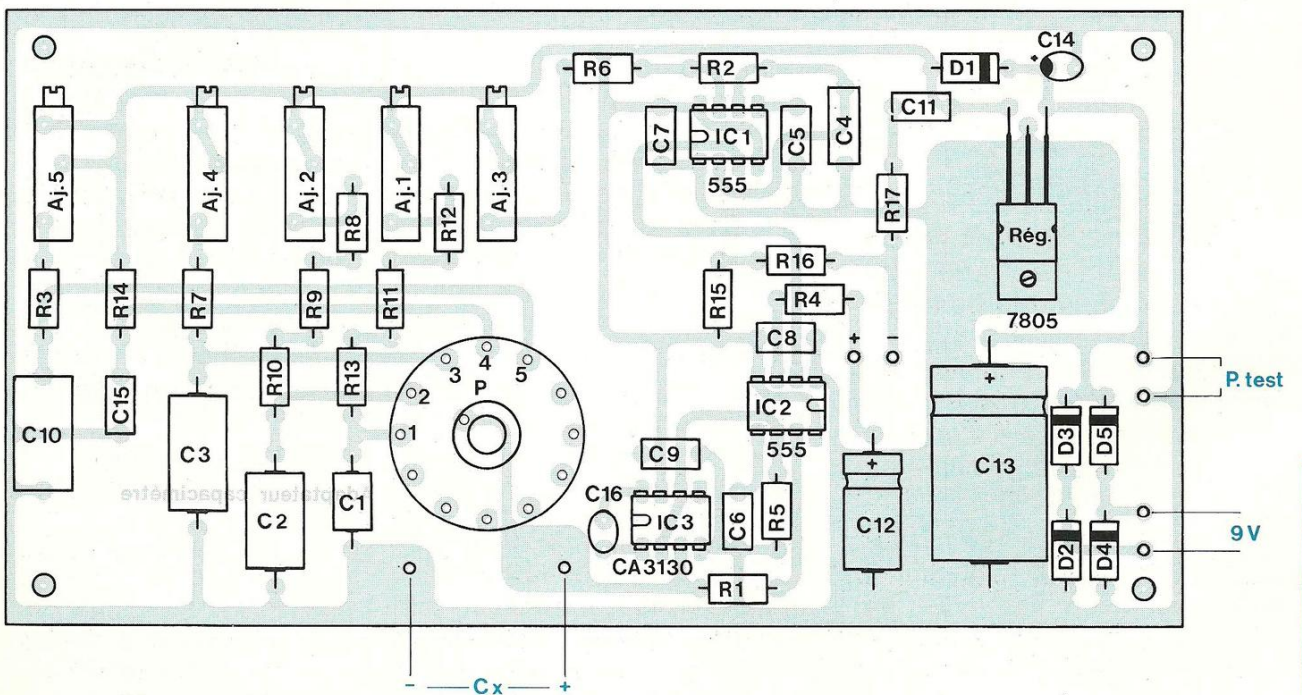 C14
R6
R2
D1
C11
Aj.5
Aj.4
Aj.2
Aj.1
Aj.3
C7
IC1
C5
C4
555
R8
R12
R17
Rég.
7805
R3
R14
R7
R9
R11
R15
R16
R4
C8
+
-
R10
R13
1
2
3
4
5
P
IC2
555
+
P. test
C10
C15
C3
C2
C1
Adaptateur capacimètre
C9
C16
IC3
CA3130
C6
R5
R1
+
C12
C13
D3
D5
D2
D4
9V
- Cx +